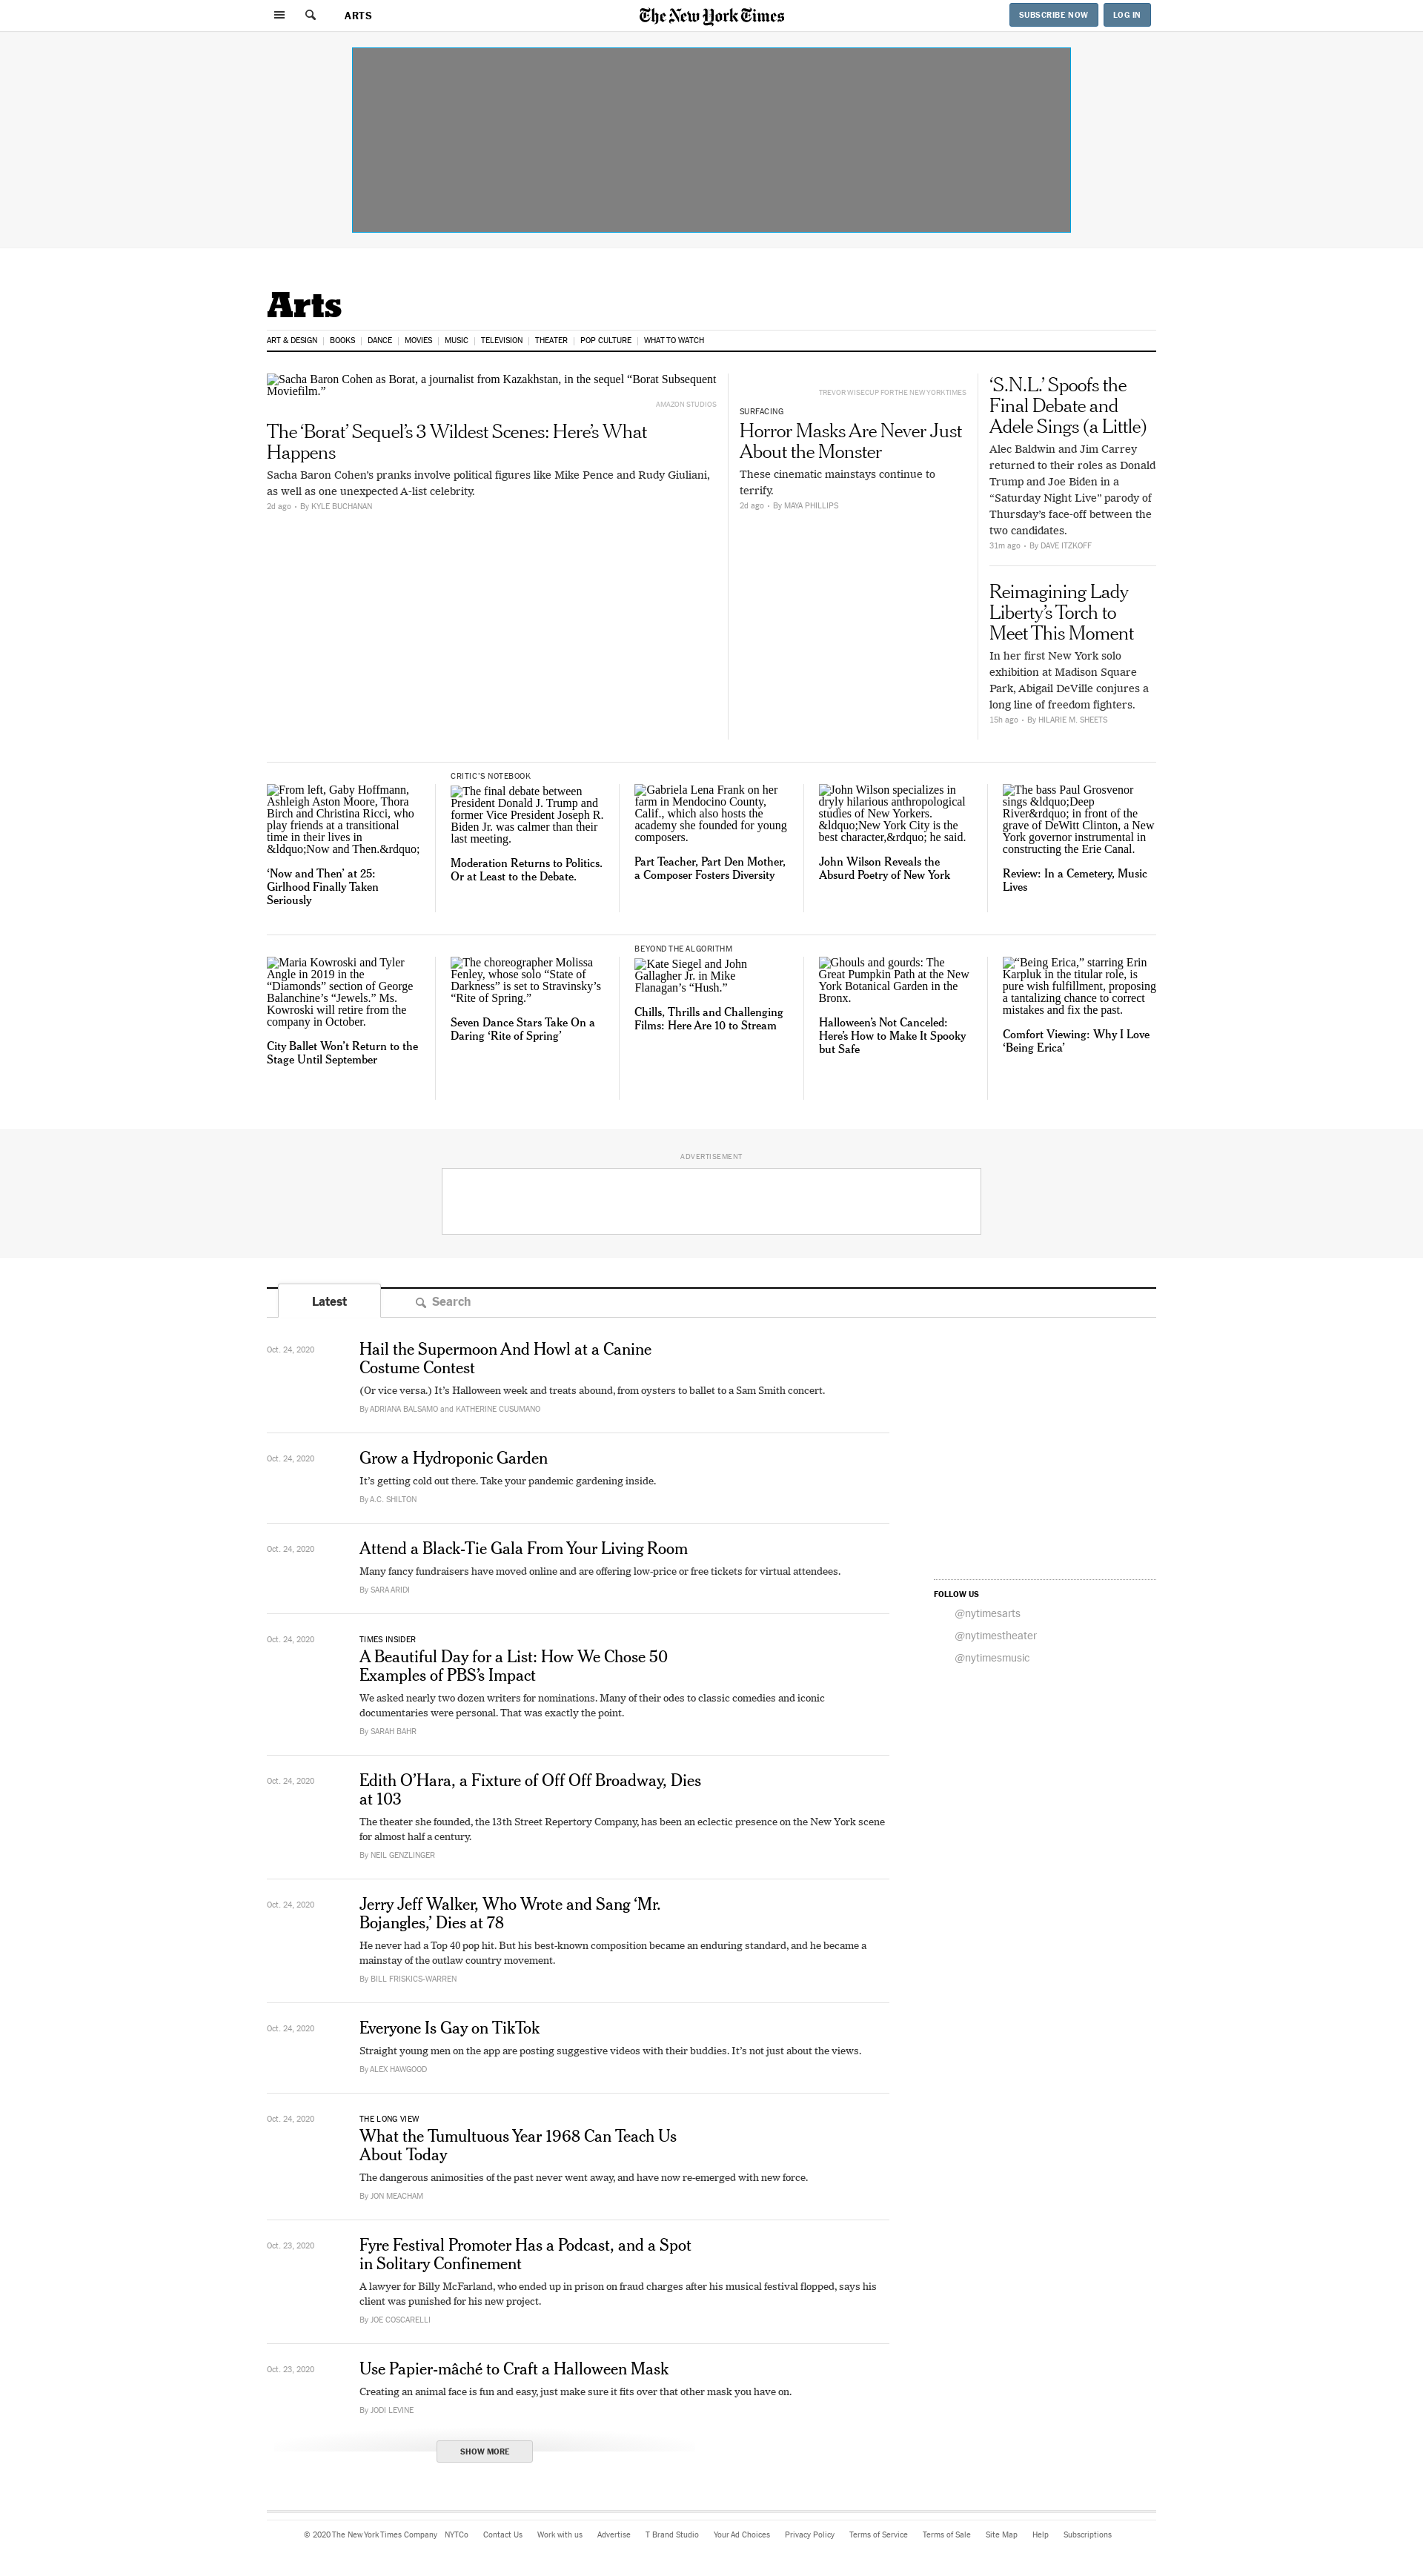 ARTS
The New York Times
SUBSCRIBE NOW
LOG IN
Arts
ART & DESIGN
BOOKS
DANCE
MOVIES
MUSIC
TELEVISION
THEATER
POP CULTURE
WHAT TO WATCH
Sacha Baron Cohen as Borat, a journalist from Kazakhstan, in the sequel “Borat Subsequent
Moviefilm.”
AMAZON STUDIOS
The ‘Borat’ Sequel’s 3 Wildest Scenes: Here’s What
Happens
Sacha Baron Cohen’s pranks involve political figures like Mike Pence and Rudy Giuliani,
as well as one unexpected A-list celebrity.
2d ago • By KYLE BUCHANAN
TREVOR WISECUP FOR THE NEW YORK TIMES
SURFACING
Horror Masks Are Never Just
About the Monster
These cinematic mainstays continue to
terrify.
2d ago • By MAYA PHILLIPS
‘S.N.L.’ Spoofs the
Final Debate and
Adele Sings (a Little)
Alec Baldwin and Jim Carrey
returned to their roles as Donald
Trump and Joe Biden in a
“Saturday Night Live” parody of
Thursday’s face-off between the
two candidates.
31m ago • By DAVE ITZKOFF
Reimagining Lady
Liberty’s Torch to
Meet This Moment
In her first New York solo
exhibition at Madison Square
Park, Abigail DeVille conjures a
long line of freedom fighters.
15h ago • By HILARIE M. SHEETS
From left, Gaby Hoffmann,
Ashleigh Aston Moore, Thora
Birch and Christina Ricci, who
play friends at a transitional
time in their lives in
&ldquo;Now and Then.&rdquo;
‘Now and Then’ at 25:
Girlhood Finally Taken
Seriously
CRITIC’S NOTEBOOK
The final debate between
President Donald J. Trump and
former Vice President Joseph R.
Biden Jr. was calmer than their
last meeting.
Moderation Returns to Politics.
Or at Least to the Debate.
Gabriela Lena Frank on her
farm in Mendocino County,
Calif., which also hosts the
academy she founded for young
composers.
Part Teacher, Part Den Mother,
a Composer Fosters Diversity
John Wilson specializes in
dryly hilarious anthropological
studies of New Yorkers.
&ldquo;New York City is the
best character,&rdquo; he said.
John Wilson Reveals the
Absurd Poetry of New York
The bass Paul Grosvenor
sings &ldquo;Deep
River&rdquo; in front of the
grave of DeWitt Clinton, a New
York governor instrumental in
constructing the Erie Canal.
Review: In a Cemetery, Music
Lives
Maria Kowroski and Tyler
Angle in 2019 in the
“Diamonds” section of George
Balanchine’s “Jewels.” Ms.
Kowroski will retire from the
company in October.
City Ballet Won’t Return to the
Stage Until September
The choreographer Molissa
Fenley, whose solo “State of
Darkness” is set to Stravinsky’s
“Rite of Spring.”
Seven Dance Stars Take On a
Daring ‘Rite of Spring’
BEYOND THE ALGORITHM
Kate Siegel and John
Gallagher Jr. in Mike
Flanagan’s “Hush.”
Chills, Thrills and Challenging
Films: Here Are 10 to Stream
Ghouls and gourds: The
Great Pumpkin Path at the New
York Botanical Garden in the
Bronx.
Halloween’s Not Canceled:
Here’s How to Make It Spooky
but Safe
“Being Erica,” starring Erin
Karpluk in the titular role, is
pure wish fulfillment, proposing
a tantalizing chance to correct
mistakes and fix the past.
Comfort Viewing: Why I Love
‘Being Erica’
ADVERTISEMENT
Latest
Search
Oct. 24, 2020
Hail the Supermoon And Howl at a Canine
Costume Contest
(Or vice versa.) It’s Halloween week and treats abound, from oysters to ballet to a Sam Smith concert.
By ADRIANA BALSAMO and KATHERINE CUSUMANO
Oct. 24, 2020
Grow a Hydroponic Garden
It’s getting cold out there. Take your pandemic gardening inside.
By A.C. SHILTON
Oct. 24, 2020
Attend a Black-Tie Gala From Your Living Room
Many fancy fundraisers have moved online and are offering low-price or free tickets for virtual attendees.
By SARA ARIDI
FOLLOW US
@nytimesarts
@nytimestheater
@nytimesmusic
Oct. 24, 2020
TIMES INSIDER
A Beautiful Day for a List: How We Chose 50
Examples of PBS’s Impact
We asked nearly two dozen writers for nominations. Many of their odes to classic comedies and iconic
documentaries were personal. That was exactly the point.
By SARAH BAHR
Oct. 24, 2020
Edith O’Hara, a Fixture of Off Off Broadway, Dies
at 103
The theater she founded, the 13th Street Repertory Company, has been an eclectic presence on the New York scene
for almost half a century.
By NEIL GENZLINGER
Oct. 24, 2020
Jerry Jeff Walker, Who Wrote and Sang ‘Mr.
Bojangles,’ Dies at 78
He never had a Top 40 pop hit. But his best-known composition became an enduring standard, and he became a
mainstay of the outlaw country movement.
By BILL FRISKICS-WARREN
Oct. 24, 2020
Everyone Is Gay on TikTok
Straight young men on the app are posting suggestive videos with their buddies. It’s not just about the views.
By ALEX HAWGOOD
Oct. 24, 2020
THE LONG VIEW
What the Tumultuous Year 1968 Can Teach Us
About Today
The dangerous animosities of the past never went away, and have now re-emerged with new force.
By JON MEACHAM
Oct. 23, 2020
Fyre Festival Promoter Has a Podcast, and a Spot
in Solitary Confinement
A lawyer for Billy McFarland, who ended up in prison on fraud charges after his musical festival flopped, says his
client was punished for his new project.
By JOE COSCARELLI
Oct. 23, 2020
Use Papier-mâché to Craft a Halloween Mask
Creating an animal face is fun and easy, just make sure it fits over that other mask you have on.
By JODI LEVINE
SHOW MORE
© 2020 The New York Times Company NYTCo Contact Us Work with us Advertise T Brand Studio Your Ad Choices Privacy Policy Terms of Service Terms of Sale Site Map Help Subscriptions